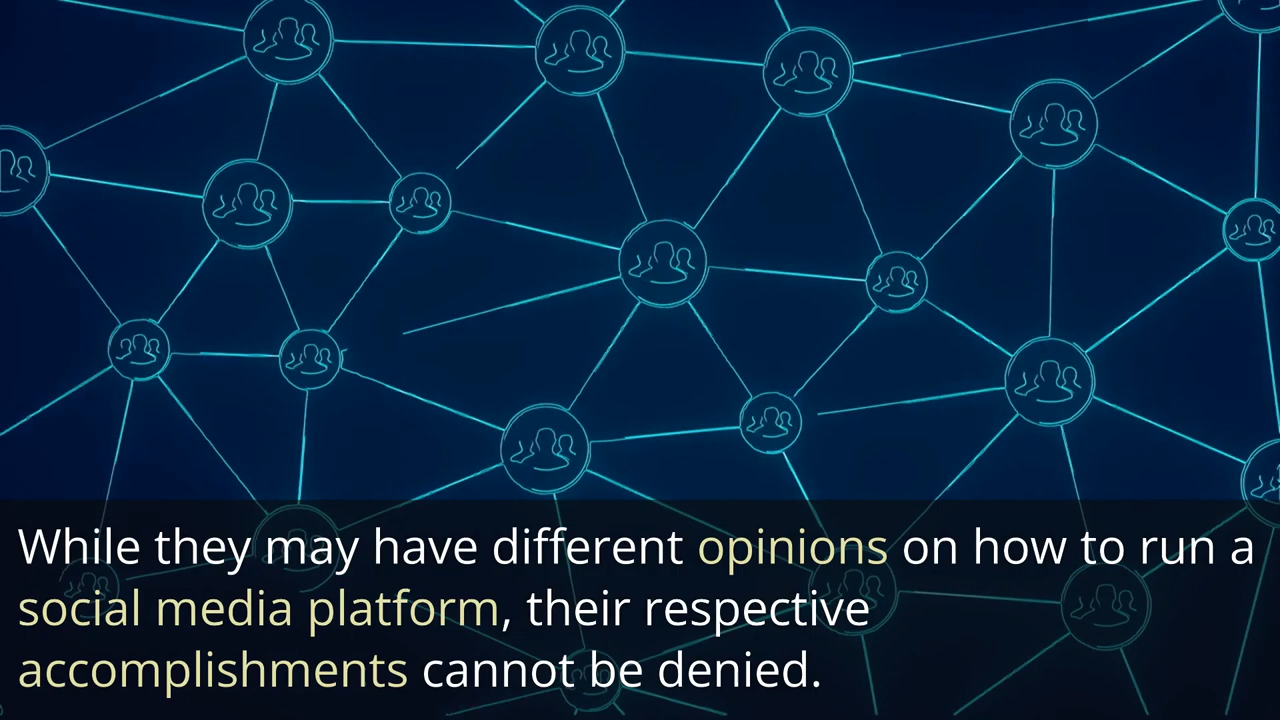 While they may have different opinions on how to run a
social media platform, their respective
accomplishments cannot be denied.